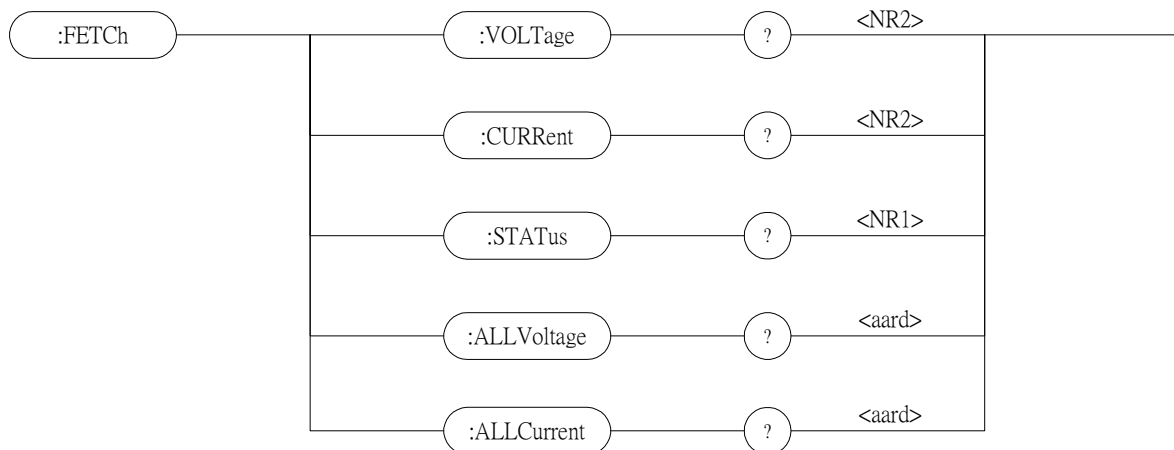 :FETCh :VOLTage ? <NR2>
:CURRent ? <NR2>
:STATus ? <NR1>
:ALLVoltage ? <aard>
:ALLCurrent ? <aard>